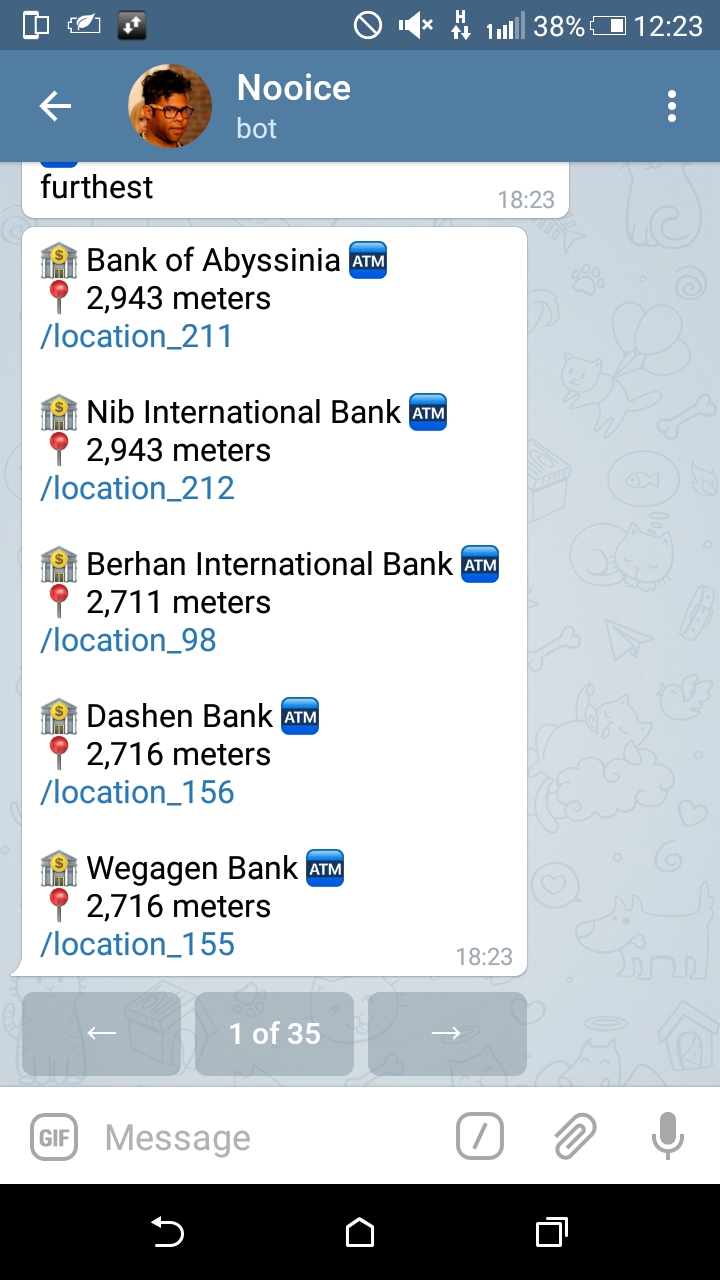 H
38%
12:23
Nooice
bot
furthest
18:23
Bank of Abyssinia ATM
2,943 meters
/location_211
Nib International Bank ATM
2,943 meters
/location_212
Berhan International Bank ATM
2,711 meters
/location_98
Dashen Bank ATM
2,716 meters
/location_156
Wegagen Bank ATM
2,716 meters
/location_155
18:23
← 1 of 35 →
GIF Message